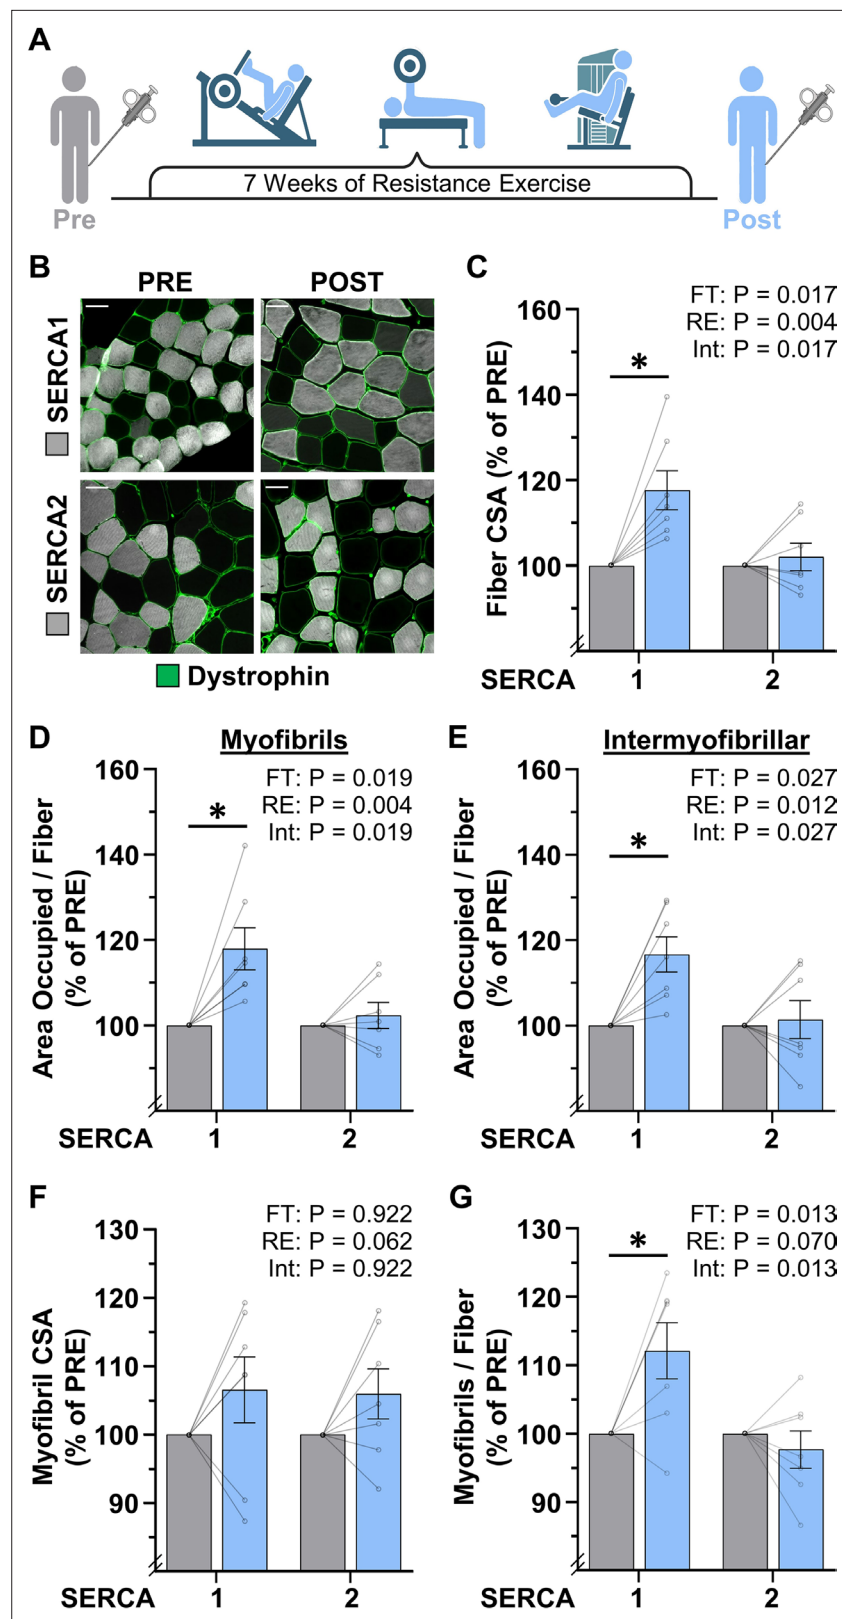 A
7 Weeks of Resistance Exercise
Pre
Post
B
PRE
POST
SERCA1
SERCA2
Dystrophin
C
FT: P = 0.017
RE: P = 0.004
Int: P = 0.017
Fiber CSA (% of PRE)
160
140
120
100
*
SERCA
1
2
D
Myofibrils
FT: P = 0.019
RE: P = 0.004
Int: P = 0.019
Area Occupied / Fiber
(% of PRE)
160
140
120
100
*
SERCA
1
2
E
Intermyofibrillar
FT: P = 0.027
RE: P = 0.012
Int: P = 0.027
Area Occupied / Fiber
(% of PRE)
160
140
120
100
*
SERCA
1
2
F
FT: P = 0.922
RE: P = 0.062
Int: P = 0.922
Myofibril CSA
(% of PRE)
130
120
110
100
90
SERCA
1
2
G
FT: P = 0.013
RE: P = 0.070
Int: P = 0.013
Myofibrils / Fiber
(% of PRE)
130
120
110
100
90
*
SERCA
1
2